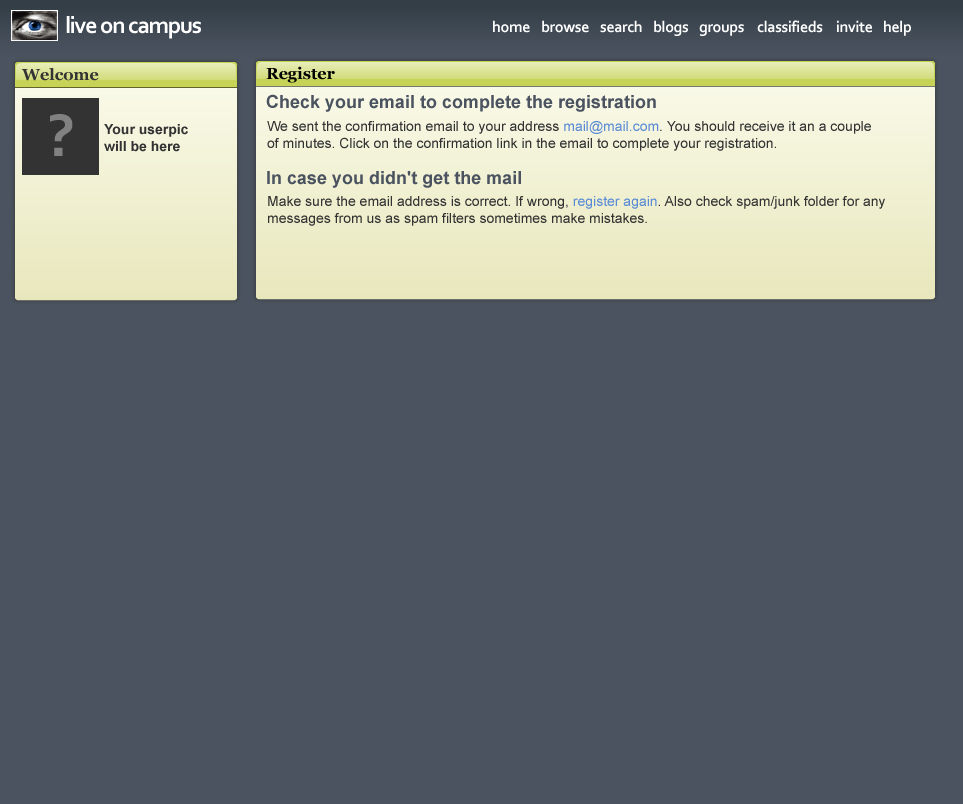 live on campus
home browse search blogs groups classifieds invite help
Welcome
?
Your userpic
will be here
Register
Check your email to complete the registration
We sent the confirmation email to your address mail@mail.com. You should receive it an a couple
of minutes. Click on the confirmation link in the email to complete your registration.
In case you didn't get the mail
Make sure the email address is correct. If wrong, register again. Also check spam/junk folder for any
messages from us as spam filters sometimes make mistakes.